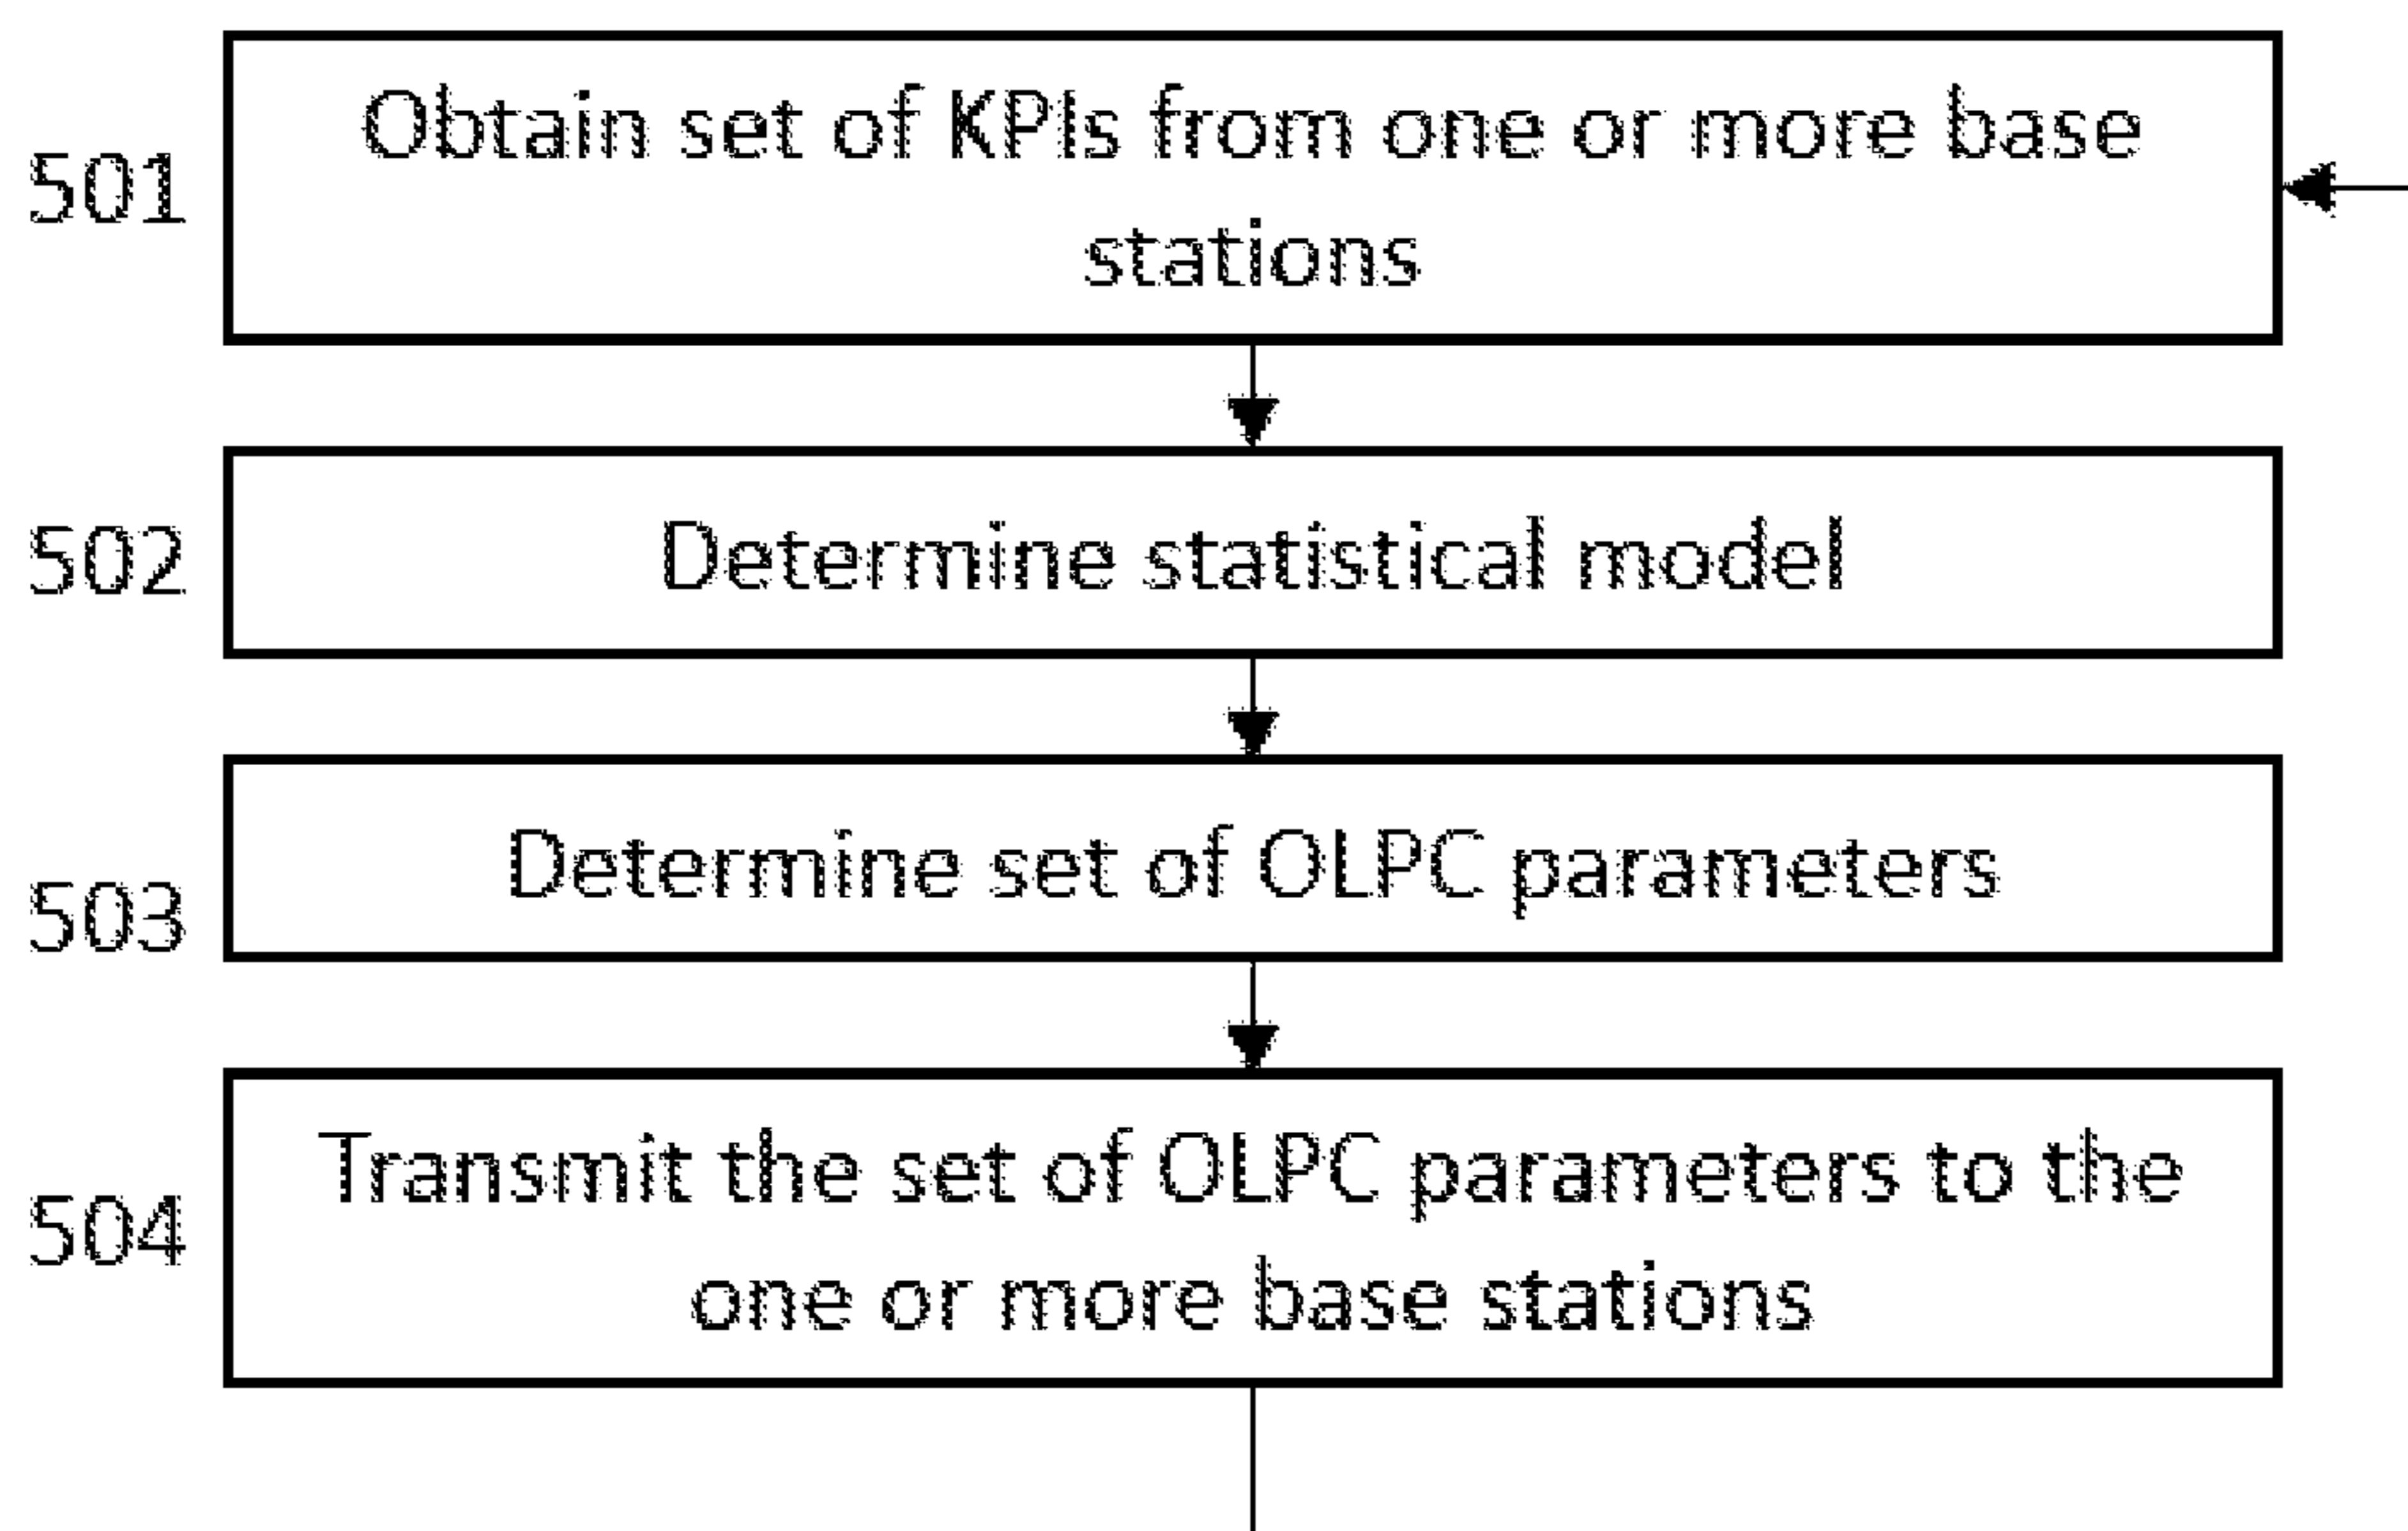 501
Obtain set of KPIs from one or more base
stations
502
Determine statistical model
503
Determine set of OLPC parameters
504
Transmit the set of OLPC parameters to the
one or more base stations